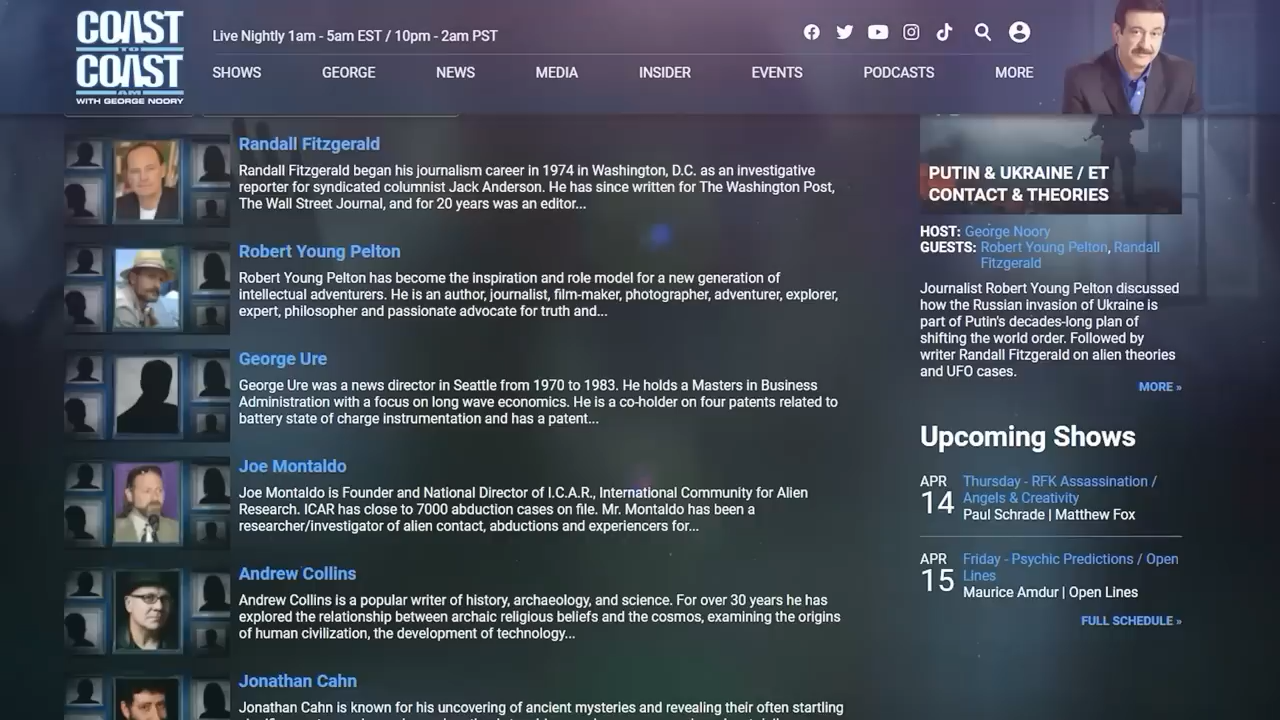 COAST
TO
COAST
AM
WITH GEORGE NOORY
Live Nightly 1am - 5am EST / 10pm - 2am PST
SHOWS GEORGE NEWS MEDIA INSIDER EVENTS PODCASTS MORE
Randall Fitzgerald
Randall Fitzgerald began his journalism career in 1974 in Washington, D.C. as an investigative
reporter for syndicated columnist Jack Anderson. He has since written for The Washington Post,
The Wall Street Journal, and for 20 years was an editor...
Robert Young Pelton
Robert Young Pelton has become the inspiration and role model for a new generation of
intellectual adventurers. He is an author, journalist, film-maker, photographer, adventurer, explorer,
expert, philosopher and passionate advocate for truth and...
George Ure
George Ure was a news director in Seattle from 1970 to 1983. He holds a Masters in Business
Administration with a focus on long wave economics. He is a co-holder on four patents related to
battery state of charge instrumentation and has a patent...
Joe Montaldo
Joe Montaldo is Founder and National Director of I.C.A.R., International Community for Alien
Research. ICAR has close to 7000 abduction cases on file. Mr. Montaldo has been a
researcher/investigator of alien contact, abductions and experiencers for...
Andrew Collins
Andrew Collins is a popular writer of history, archaeology, and science. For over 30 years he has
explored the relationship between archaic religious beliefs and the cosmos, examining the origins
of human civilization, the development of technology...
Jonathan Cahn
Jonathan Cahn is known for his uncovering of ancient mysteries and revealing their often startling
PUTIN & UKRAINE / ET
CONTACT & THEORIES
HOST: George Noory
GUESTS: Robert Young Pelton, Randall
Fitzgerald
Journalist Robert Young Pelton discussed
how the Russian invasion of Ukraine is
part of Putin's decades-long plan of
shifting the world order. Followed by
writer Randall Fitzgerald on alien theories
and UFO cases.
MORE »
Upcoming Shows
APR
14
Thursday - RFK Assassination /
Angels & Creativity
Paul Schrade | Matthew Fox
APR
15
Friday - Psychic Predictions / Open
Lines
Maurice Amdur | Open Lines
FULL SCHEDULE »